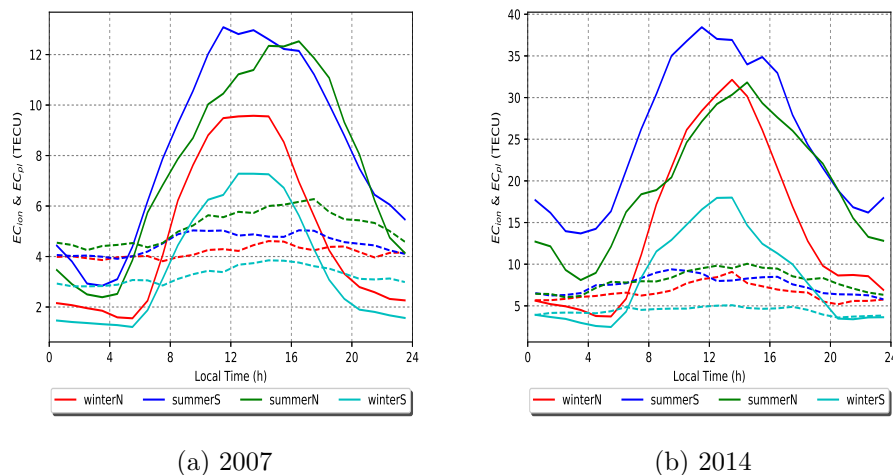 EC_ion & EC_pl (TECU)
12
10
8
6
4
2
0 4 8 12 16 20 24
Local Time (h)
winterN summerS summerN winterS
(a) 2007
EC_ion & EC_pl (TECU)
40
35
30
25
20
15
10
5
0 4 8 12 16 20 24
Local Time (h)
winterN summerS summerN winterS
(b) 2014